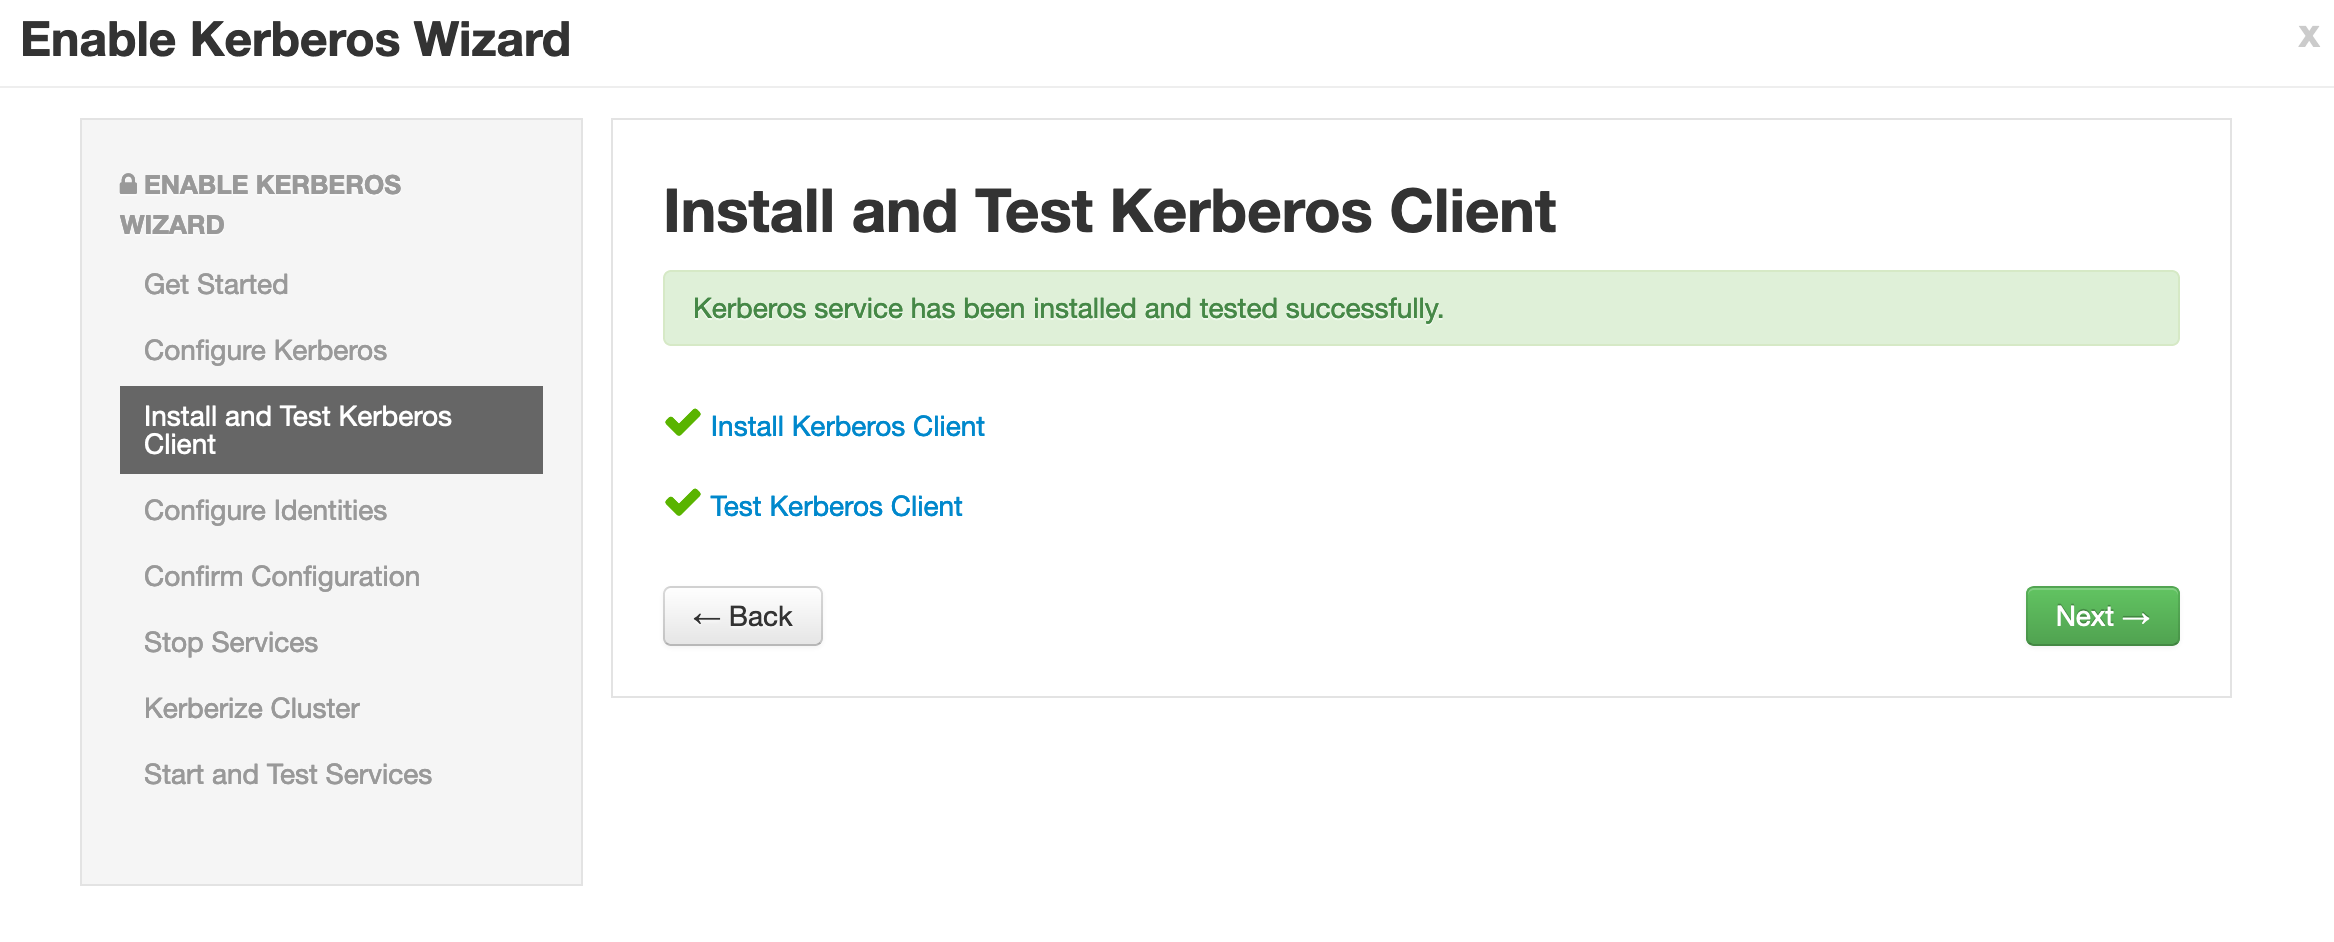 Enable Kerberos Wizard
x
ENABLE KERBEROS
WIZARD
Get Started
Configure Kerberos
Install and Test Kerberos
Client
Configure Identities
Confirm Configuration
Stop Services
Kerberize Cluster
Start and Test Services
Install and Test Kerberos Client
Kerberos service has been installed and tested successfully.
Install Kerberos Client
Test Kerberos Client
← Back
Next →